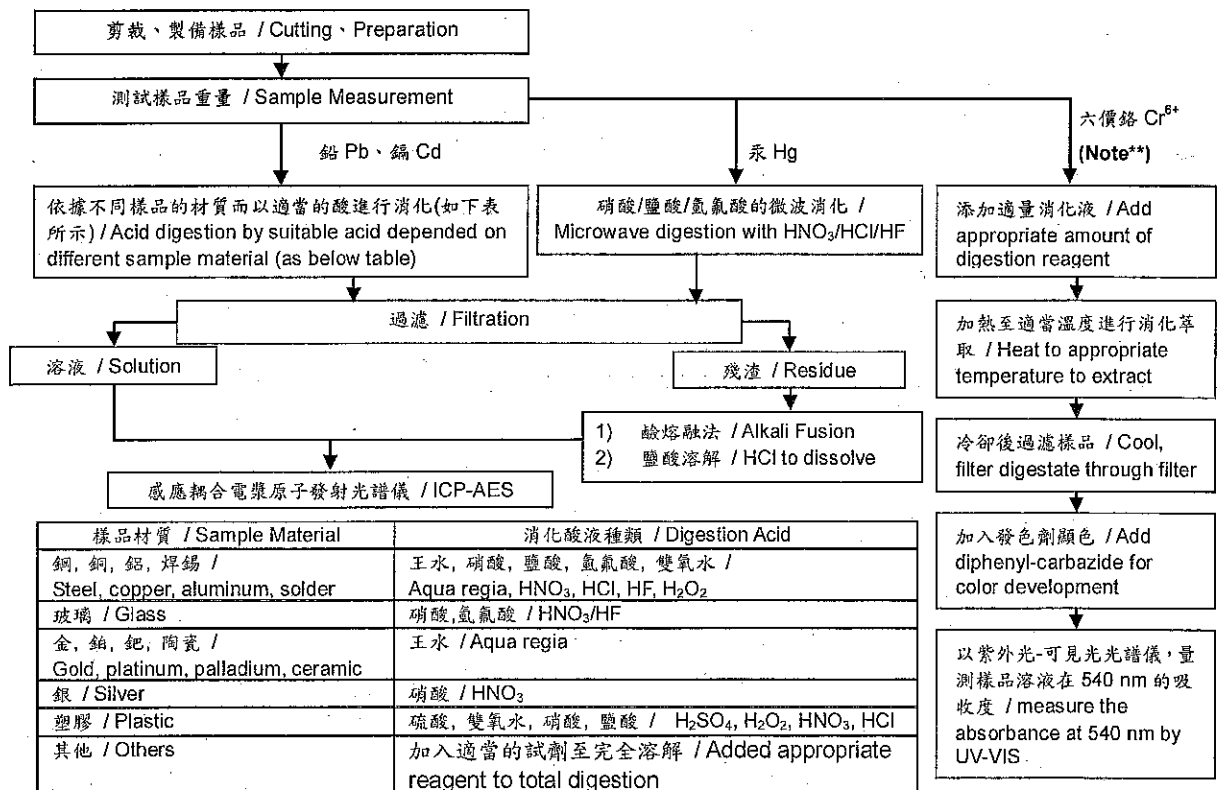 剪裁、製備樣品 / Cutting、Preparation
測試樣品重量 / Sample Measurement
鉛 Pb、鎘 Cd
汞 Hg
六價鉻 Cr⁶⁺
(Note**)
依據不同樣品的材質而以適當的酸進行消化(如下表
所示) / Acid digestion by suitable acid depended on
different sample material (as below table)
硝酸/鹽酸/氫氟酸的微波消化 /
Microwave digestion with HNO₃/HCl/HF
添加適量消化液 / Add
appropriate amount of
digestion reagent
過濾 / Filtration
溶液 / Solution
殘渣 / Residue
1) 鹼熔融法 / Alkali Fusion
2) 鹽酸溶解 / HCl to dissolve
感應耦合電漿原子發射光譜儀 / ICP-AES
加熱至適當溫度進行消化萃
取 / Heat to appropriate
temperature to extract
冷卻後過濾樣品 / Cool,
filter digestate through filter
加入發色劑顯色 / Add
diphenyl-carbazide for
color development
以紫外光-可見光光譜儀，量
測樣品溶液在 540 nm 的吸
收度 / measure the
absorbance at 540 nm by
UV-VIS
樣品材質 / Sample Material
消化酸液種類 / Digestion Acid
鋼, 銅, 鋁, 焊錫 /
Steel, copper, aluminum, solder
王水, 硝酸, 鹽酸, 氫氟酸, 雙氧水 /
Aqua regia, HNO₃, HCl, HF, H₂O₂
玻璃 / Glass
硝酸,氫氟酸 / HNO₃/HF
金, 鉑, 鈀, 陶瓷 /
Gold, platinum, palladium, ceramic
王水 / Aqua regia
銀 / Silver
硝酸 / HNO₃
塑膠 / Plastic
硫酸, 雙氧水, 硝酸, 鹽酸 / H₂SO₄, H₂O₂, HNO₃, HCl
其他 / Others
加入適當的試劑至完全溶解 / Added appropriate
reagent to total digestion